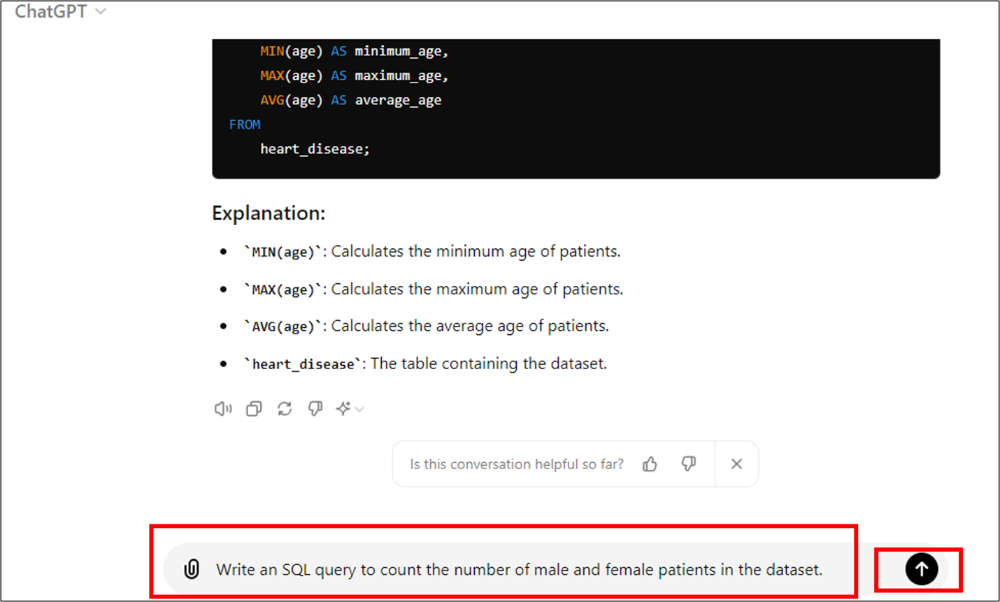 ChatGPT
MIN(age) AS minimum_age,
MAX(age) AS maximum_age,
AVG(age) AS average_age
FROM
heart_disease;
Explanation:
• `MIN(age)`: Calculates the minimum age of patients.
• `MAX(age)`: Calculates the maximum age of patients.
• `AVG(age)`: Calculates the average age of patients.
• `heart_disease`: The table containing the dataset.
Is this conversation helpful so far?
Write an SQL query to count the number of male and female patients in the dataset.